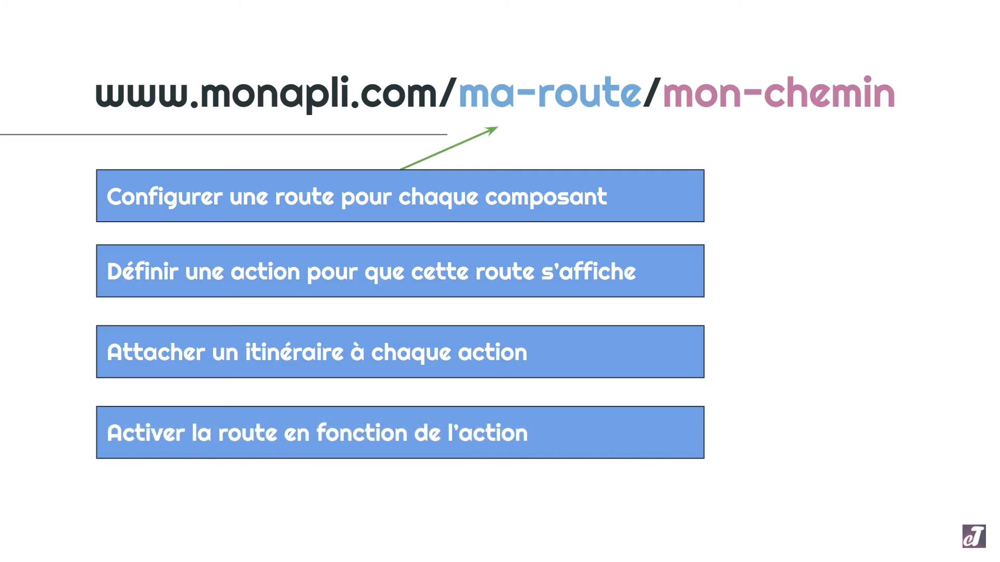 www.monapli.com/ma-route/mon-chemin
Configurer une route pour chaque composant
Définir une action pour que cette route s’affiche
Attacher un itinéraire à chaque action
Activer la route en fonction de l’action
cT